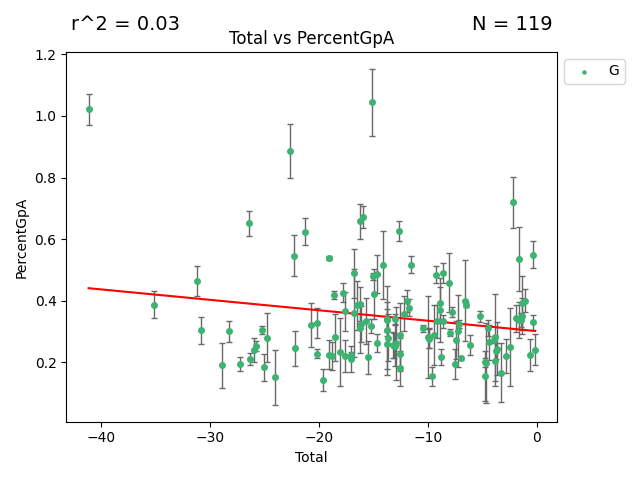 r^2 = 0.03
N = 119
Total vs PercentGpA
G
PercentGpA
1.2
1.0
0.8
0.6
0.4
0.2
−40
−30
−20
−10
0
Total